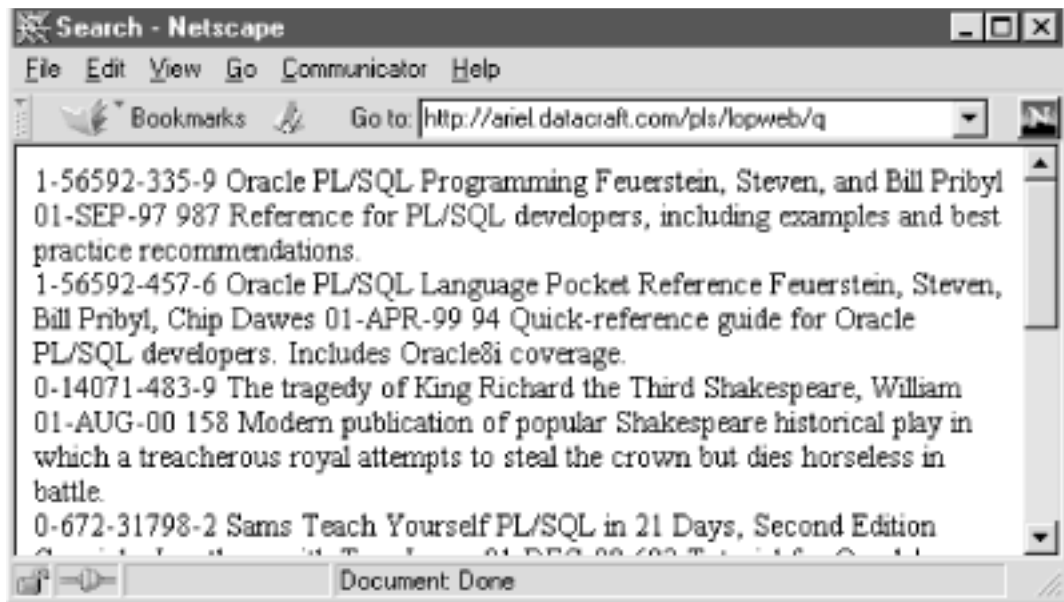 Search - Netscape
File Edit View Go Communicator Help
Bookmarks Go to: http://ariel.datacraft.com/pls/lopweb/q
1-56592-335-9 Oracle PL/SQL Programming Feuerstein, Steven, and Bill Pribyl
01-SEP-97 987 Reference for PL/SQL developers, including examples and best
practice recommendations.
1-56592-457-6 Oracle PL/SQL Language Pocket Reference Feuerstein, Steven,
Bill Pribyl, Chip Dawes 01-APR-99 94 Quick-reference guide for Oracle
PL/SQL developers. Includes Oracle8i coverage.
0-14071-483-9 The tragedy of King Richard the Third Shakespeare, William
01-AUG-00 158 Modern publication of popular Shakespeare historical play in
which a treacherous royal attempts to steal the crown but dies horseless in
battle.
0-672-31798-2 Sams Teach Yourself PL/SQL in 21 Days, Second Edition
Document: Done